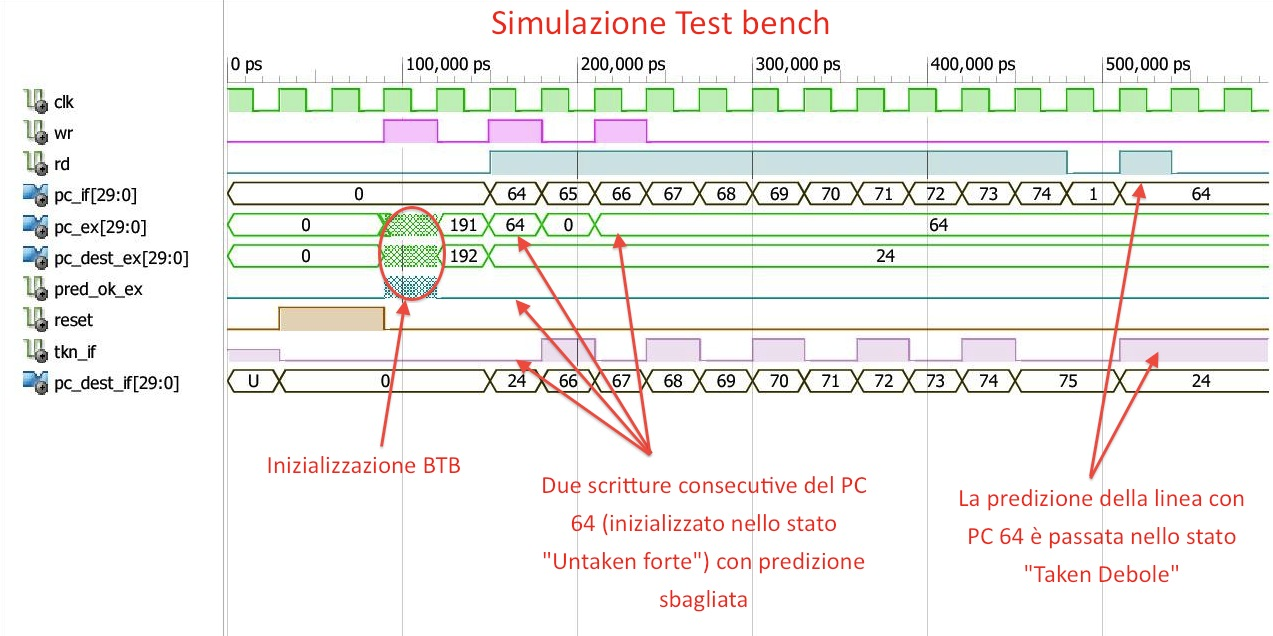 Simulazione Test bench
0 ps 100,000 ps 200,000 ps 300,000 ps 400,000 ps 500,000 ps
clk
wr
rd
pc_if[29:0] 0 64 65 66 67 68 69 70 71 72 73 74 1 64
pc_ex[29:0] 0 191 64 0 64
pc_dest_ex[29:0] 0 192 24
pred_ok_ex
reset
tkn_if
pc_dest_if[29:0] U 0 24 66 67 68 69 70 71 72 73 74 75 24
Inizializzazione BTB
Due scritture consecutive del PC
64 (inizializzato nello stato
"Untaken forte") con predizione
sbagliata
La predizione della linea con
PC 64 è passata nello stato
"Taken Debole"